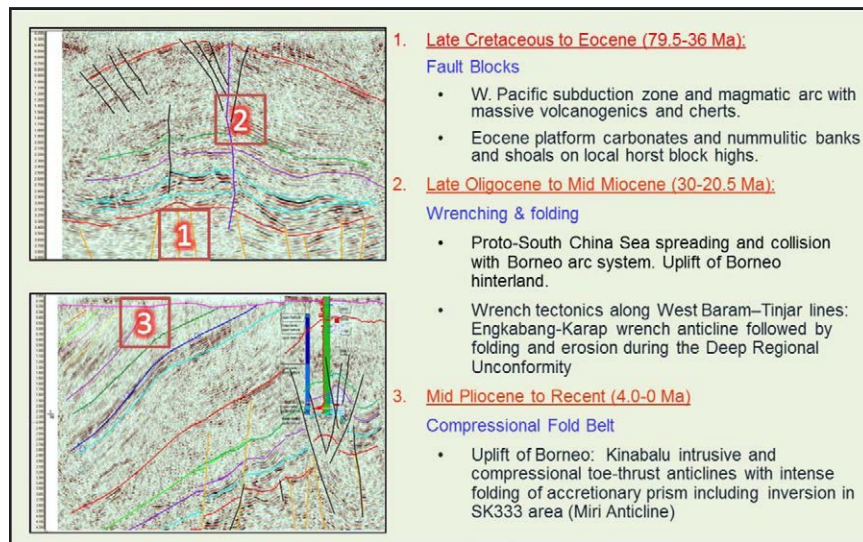 1. Late Cretaceous to Eocene (79.5-36 Ma):
Fault Blocks
• W. Pacific subduction zone and magmatic arc with
massive volcanogenics and cherts.
• Eocene platform carbonates and nummulitic banks
and shoals on local horst block highs.
2. Late Oligocene to Mid Miocene (30-20.5 Ma):
Wrenching & folding
• Proto-South China Sea spreading and collision
with Borneo arc system. Uplift of Borneo
hinterland.
• Wrench tectonics along West Baram–Tinjar lines:
Engkabang-Karap wrench anticline followed by
folding and erosion during the Deep Regional
Unconformity
3. Mid Pliocene to Recent (4.0-0 Ma)
Compressional Fold Belt
• Uplift of Borneo: Kinabalu intrusive and
compressional toe-thrust anticlines with intense
folding of accretionary prism including inversion in
SK333 area (Miri Anticline)
2
1
3